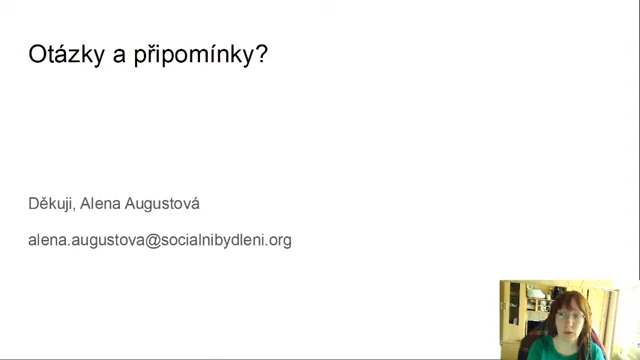 Otázky a připomínky?
Děkuji, Alena Augustová
alena.augustova@socialnibydleni.org